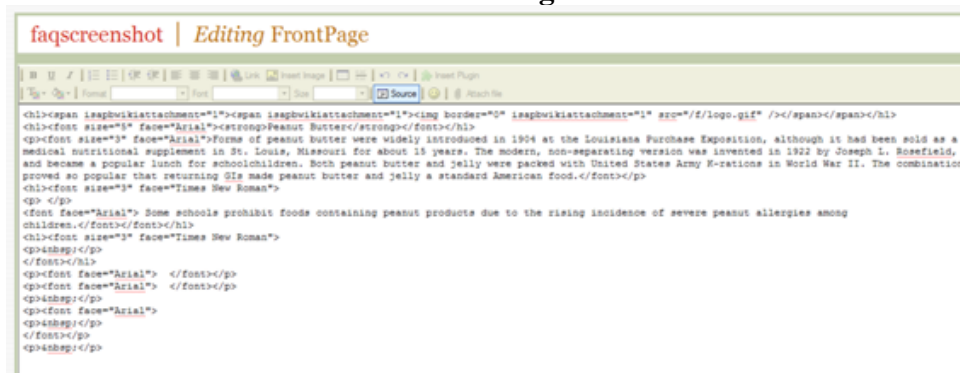 faqscreenshot | Editing FrontPage
B U I Link Insert Image Insert Plugin
Format Font Size Source Attach file
<h1><span isapbwikiattachment="1"><span isapbwikiattachment="1"><img border="0" isapbwikiattachment="1" src="/f/logo.gif" /></span></span></h1>
<h1><font size="5" face="Arial"><strong>Peanut Butter</strong></font></h1>
<p><font size="3" face="Arial">Forms of peanut butter were widely introduced in 1904 at the Louisiana Purchase Exposition, although it had been sold as a
medical nutritional supplement in St. Louis, Missouri for about 15 years. The modern, non-separating version was invented in 1922 by Joseph L. Rosefield,
and became a popular lunch for schoolchildren. Both peanut butter and jelly were packed with United States Army K-rations in World War II. The combination
proved so popular that returning GIs made peanut butter and jelly a standard American food.</font></p>
<h1><font size="3" face="Times New Roman">
<p> </p>
<font face="Arial"> Some schools prohibit foods containing peanut products due to the rising incidence of severe peanut allergies among
children.</font></font></h1>
<h1><font size="3" face="Times New Roman">
<p>&nbsp;</p>
</font></h1>
<p><font face="Arial">  </font></p>
<p><font face="Arial">  </font></p>
<p>&nbsp;</p>
<p><font face="Arial">
<p>&nbsp;</p>
</font></p>
<p>&nbsp;</p>